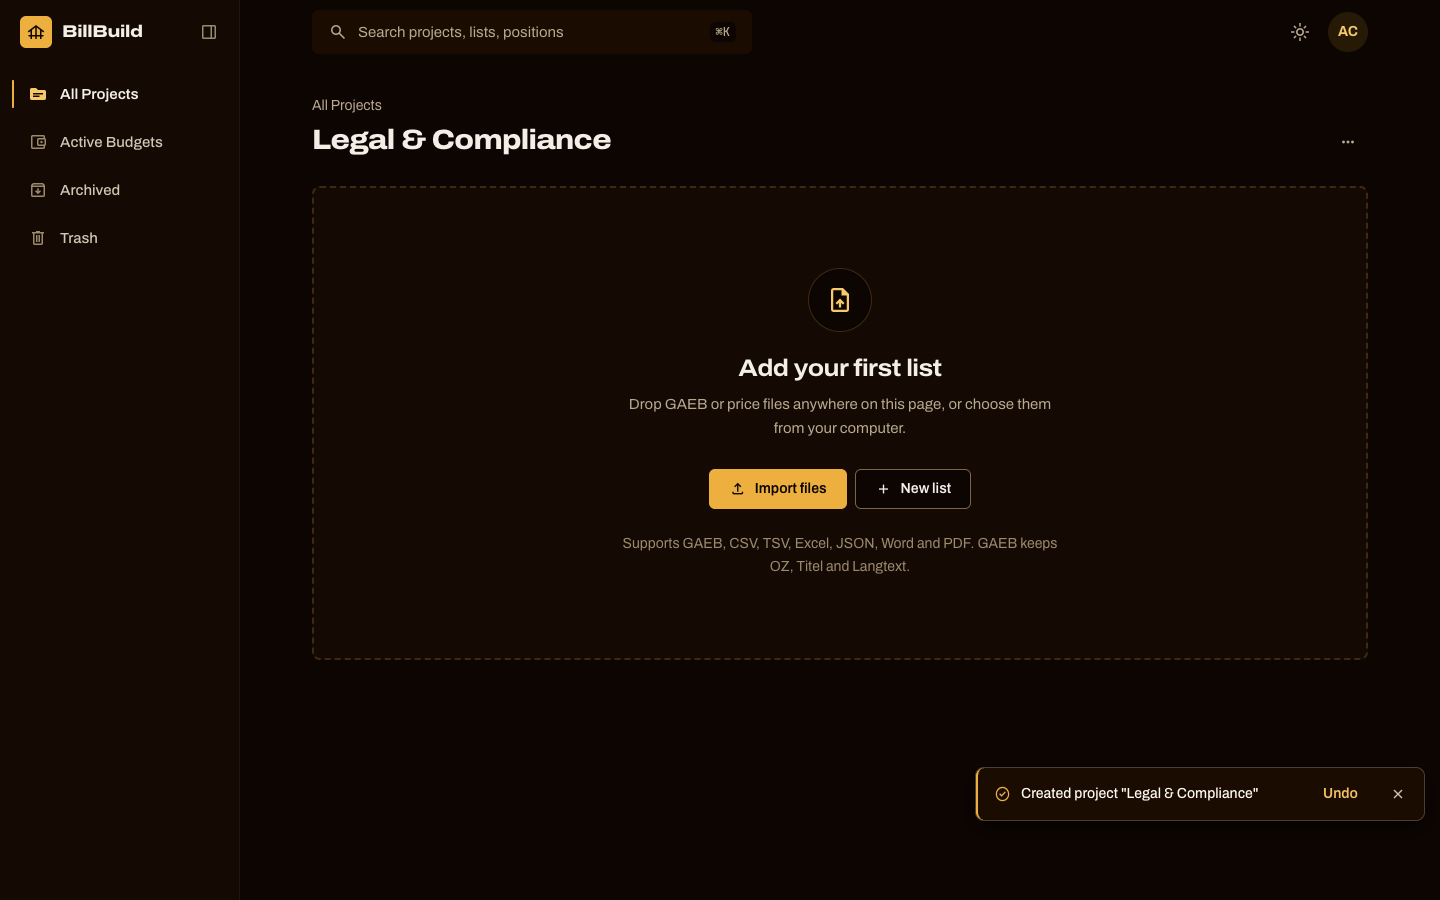 BillBuild
Search projects, lists, positions
⌘K
AC
All Projects
Active Budgets
Archived
Trash
All Projects
Legal & Compliance
Add your first list
Drop GAEB or price files anywhere on this page, or choose them
from your computer.
Import files
New list
Supports GAEB, CSV, TSV, Excel, JSON, Word and PDF. GAEB keeps
OZ, Titel and Langtext.
Created project "Legal & Compliance"
Undo